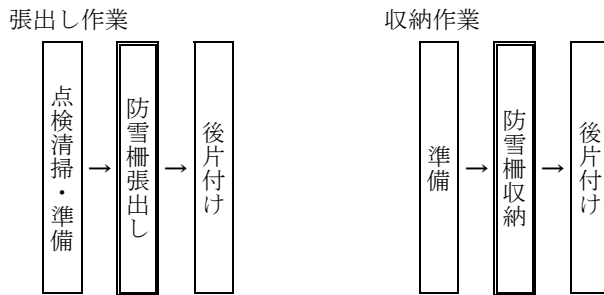 張出し作業
点検清掃・準備
→
防雪柵張出し
→
後片付け
収納作業
準備
→
防雪柵収納
→
後片付け